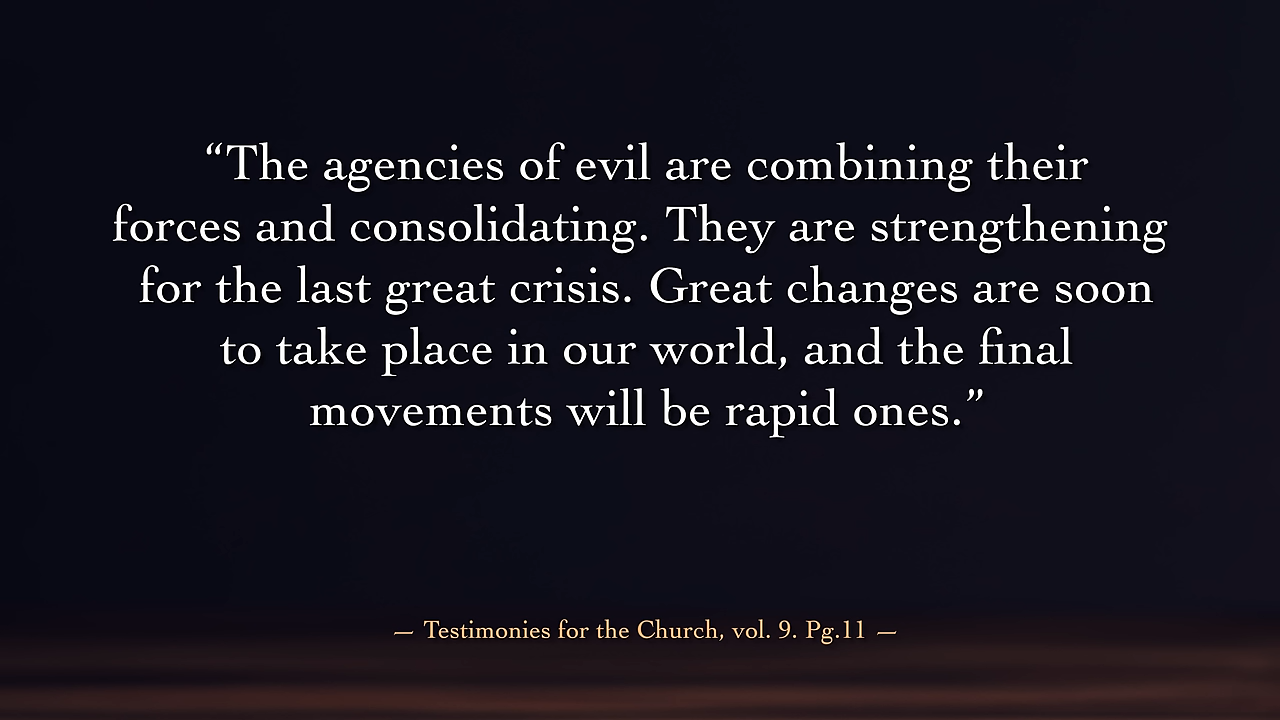 “The agencies of evil are combining their
forces and consolidating. They are strengthening
for the last great crisis. Great changes are soon
to take place in our world, and the final
movements will be rapid ones.”
— Testimonies for the Church, vol. 9. Pg.11 —